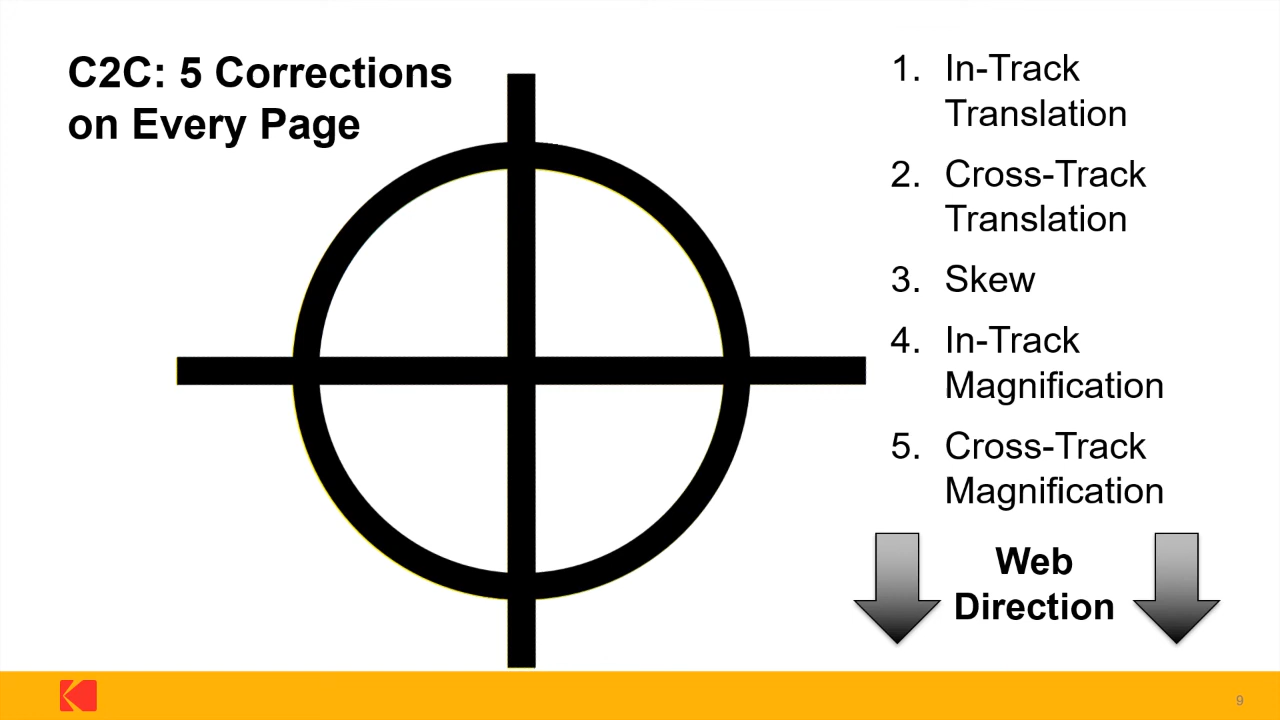 C2C: 5 Corrections
on Every Page
1. In-Track
Translation
2. Cross-Track
Translation
3. Skew
4. In-Track
Magnification
5. Cross-Track
Magnification
Web
Direction
9